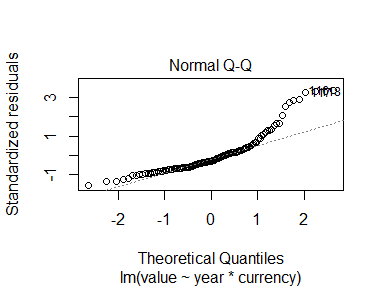 Normal Q-Q
Standardized residuals
3
1
-1
-2
-1
0
1
2
Theoretical Quantiles
lm(value ~ year * currency)